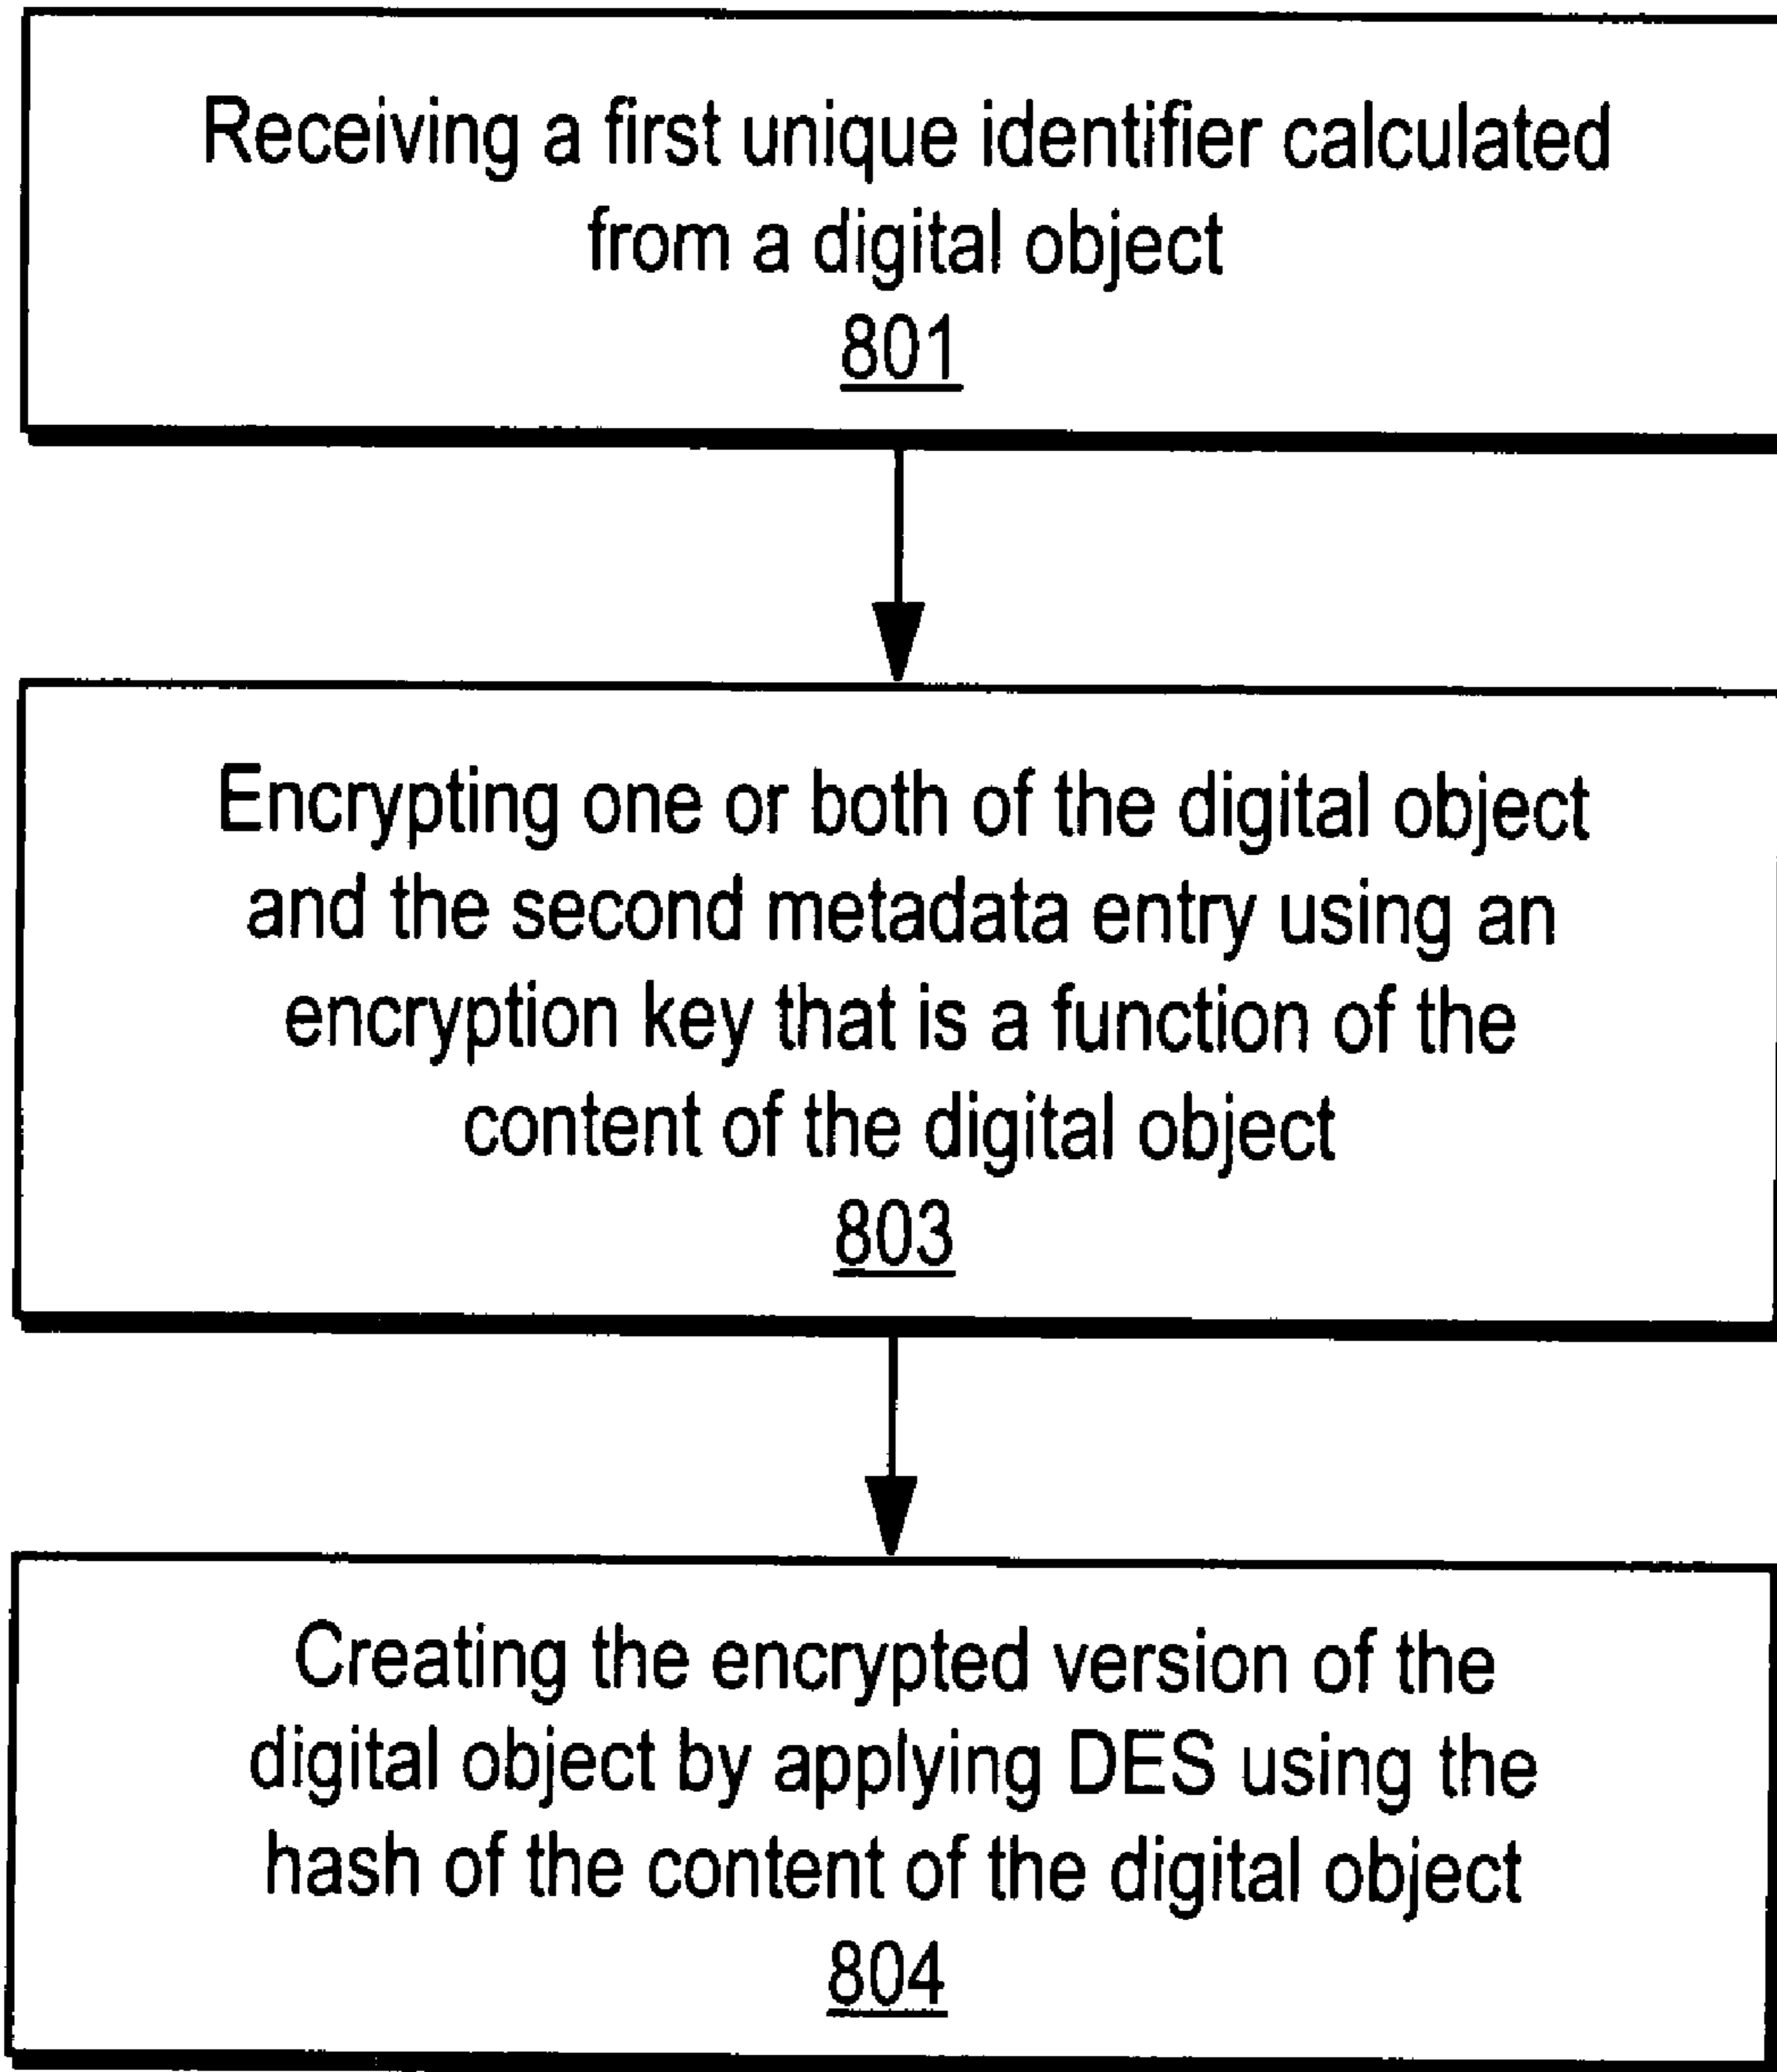 Receiving a first unique identifier calculated
from a digital object
801
Encrypting one or both of the digital object
and the second metadata entry using an
encryption key that is a function of the
content of the digital object
803
Creating the encrypted version of the
digital object by applying DES using the
hash of the content of the digital object
804